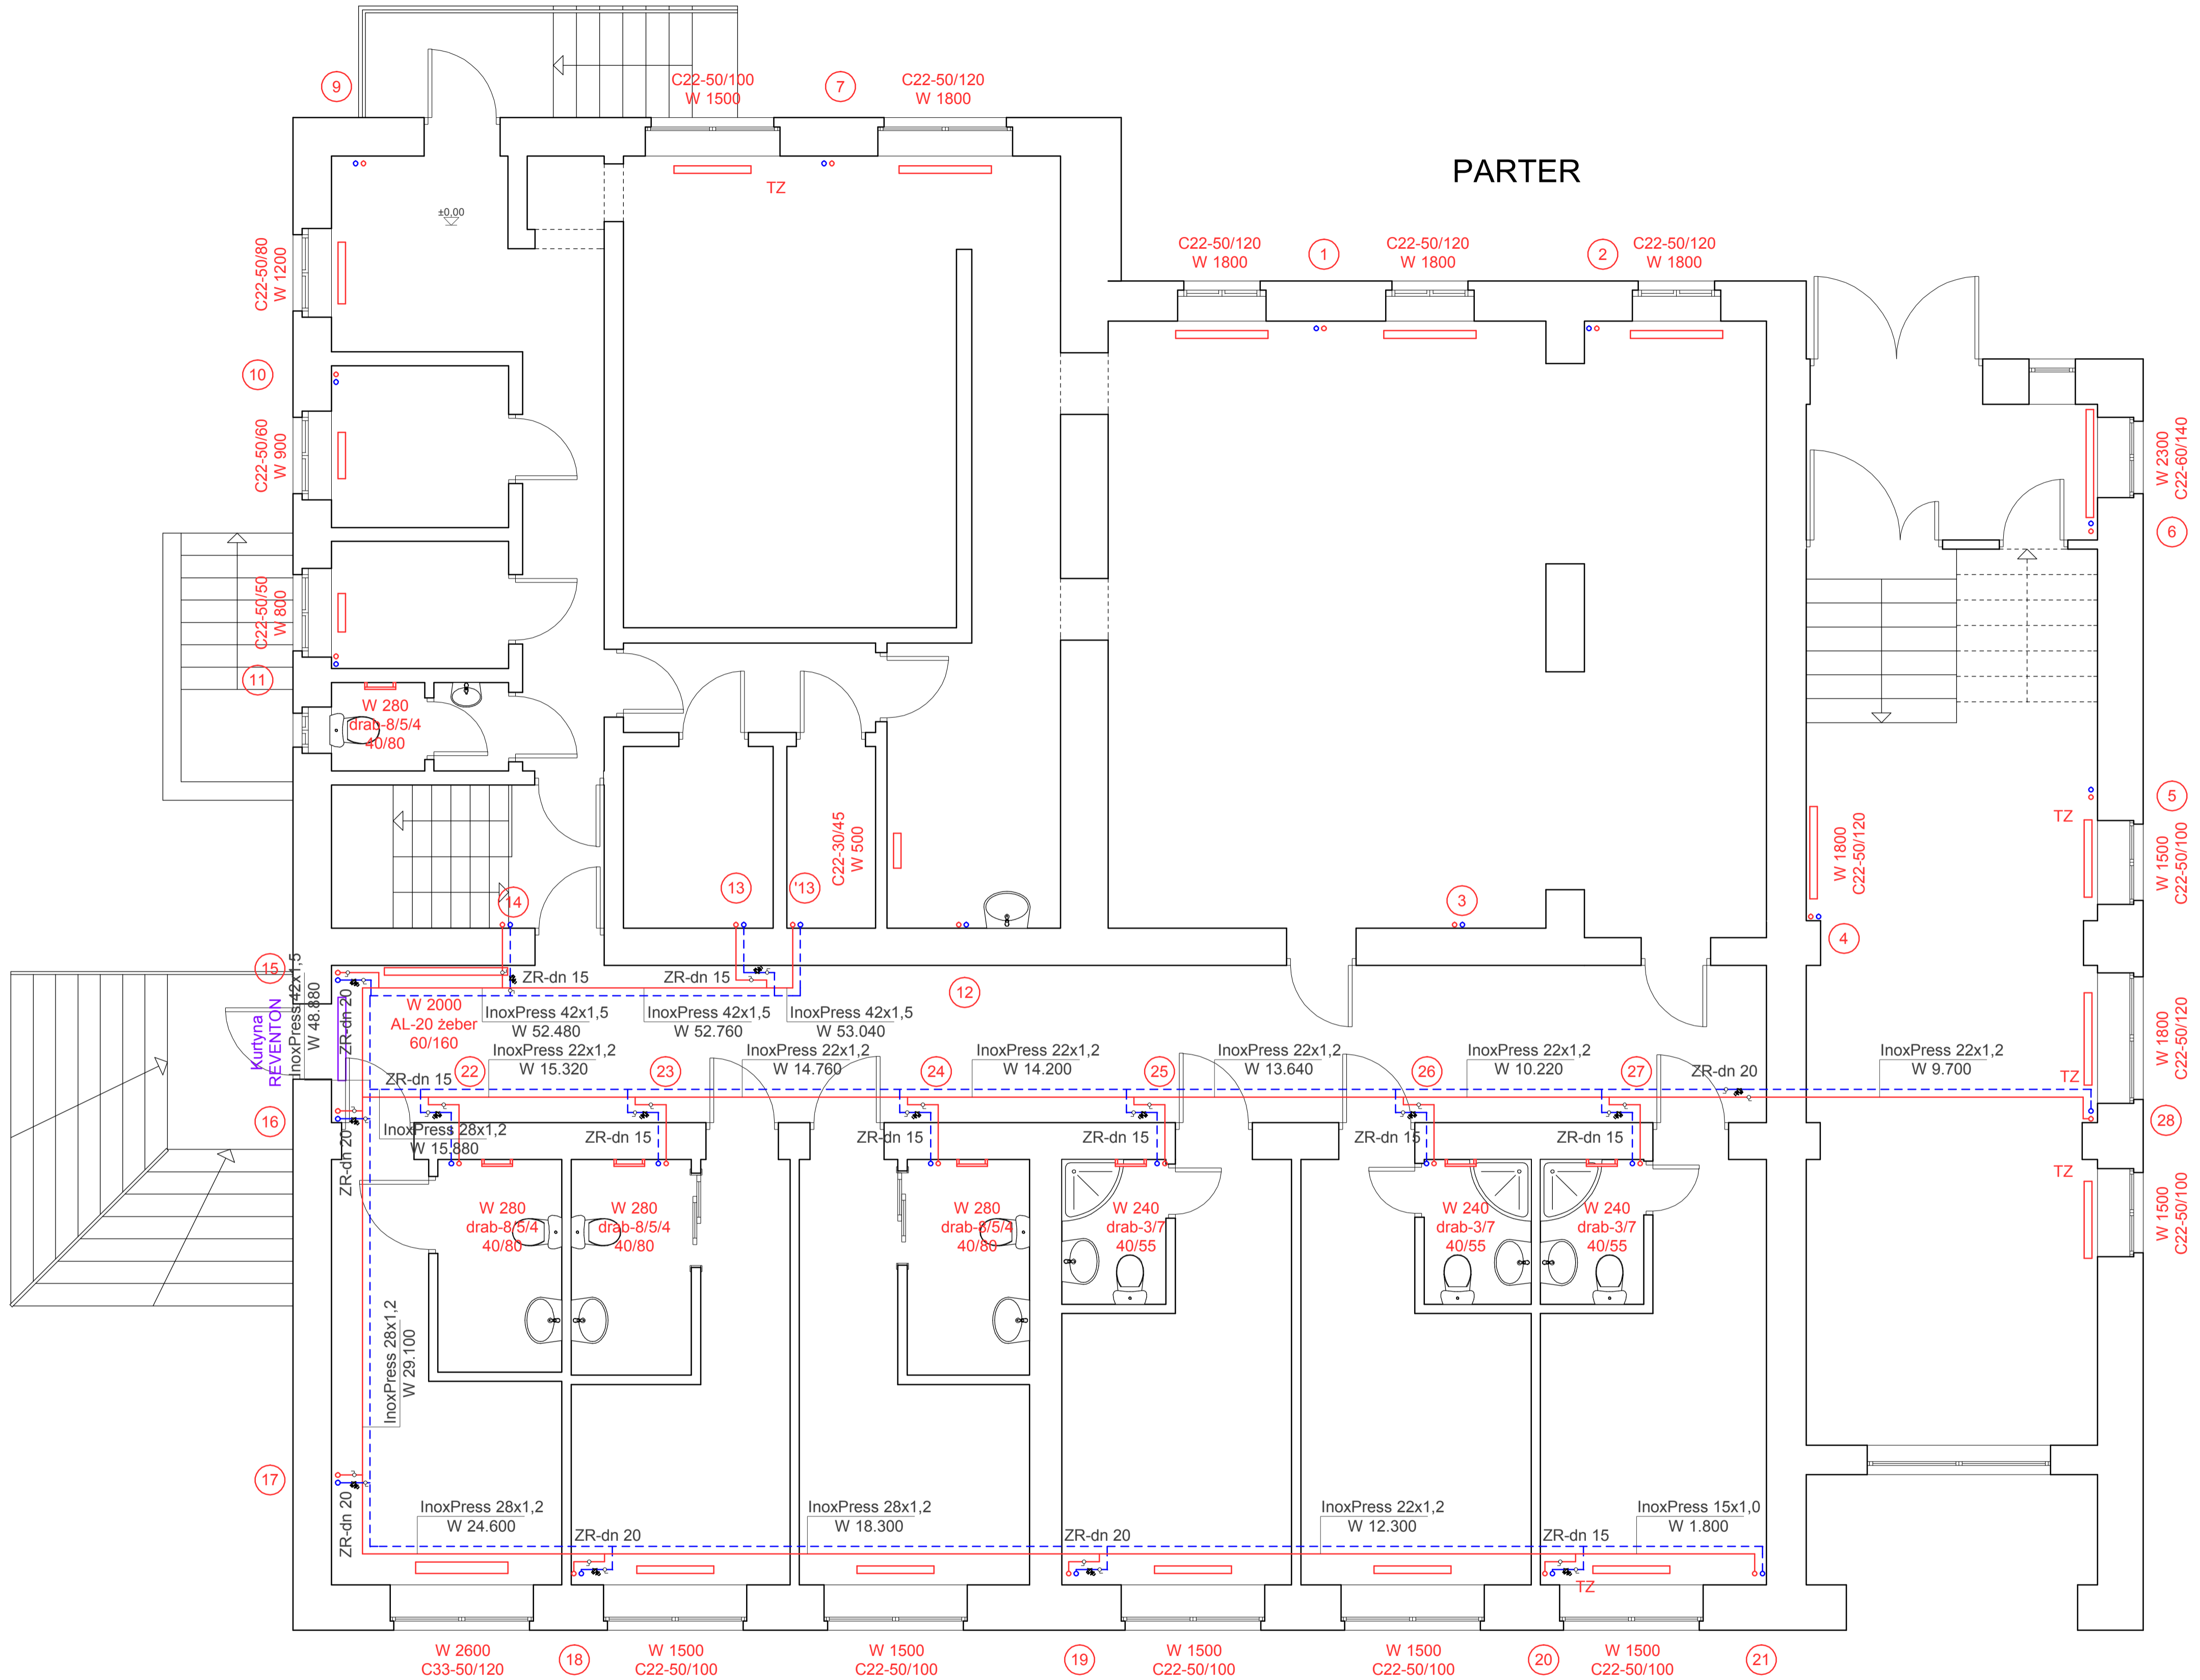 9
C22-50/100
W 1500
7
C22-50/120
W 1800
PARTER
TZ
±0,00
C22-50/80
W 1200
C22-50/120
W 1800
1
C22-50/120
W 1800
2
C22-50/120
W 1800
10
C22-50/60
W 900
W 2300
C22-60/140
6
C22-50/50
W 800
11
W 280
drab-8/5/4
40/80
5
TZ
W 1500
C22-50/100
C22-30/45
W 500
W 1800
C22-50/120
14
13
'13
3
4
15
InoxPress 42x1,5
W 48.880
ZR-dn 20
ZR-dn 15
ZR-dn 15
12
Kurtyna
REVENTON
W 2000
AL-20 żeber
60/160
InoxPress 42x1,5
W 52.480
InoxPress 42x1,5
W 52.760
InoxPress 42x1,5
W 53.040
W 1800
C22-50/120
TZ
ZR-dn 15
22
InoxPress 22x1,2
W 15.320
23
InoxPress 22x1,2
W 14.760
24
InoxPress 22x1,2
W 14.200
25
InoxPress 22x1,2
W 13.640
26
InoxPress 22x1,2
W 10.220
27
ZR-dn 20
InoxPress 22x1,2
W 9.700
16
ZR-dn 20
InoxPress 28x1,2
W 15.880
ZR-dn 15
ZR-dn 15
ZR-dn 15
ZR-dn 15
ZR-dn 15
28
TZ
W 280
drab-8/5/4
40/80
W 280
drab-8/5/4
40/80
W 280
drab-8/5/4
40/80
W 240
drab-3/7
40/55
W 240
drab-3/7
40/55
W 240
drab-3/7
40/55
W 1500
C22-50/100
InoxPress 28x1,2
W 29.100
17
ZR-dn 20
InoxPress 28x1,2
W 24.600
ZR-dn 20
InoxPress 28x1,2
W 18.300
ZR-dn 20
InoxPress 22x1,2
W 12.300
ZR-dn 15
InoxPress 15x1,0
W 1.800
TZ
W 2600
C33-50/120
18
W 1500
C22-50/100
W 1500
C22-50/100
19
W 1500
C22-50/100
W 1500
C22-50/100
20
W 1500
C22-50/100
21